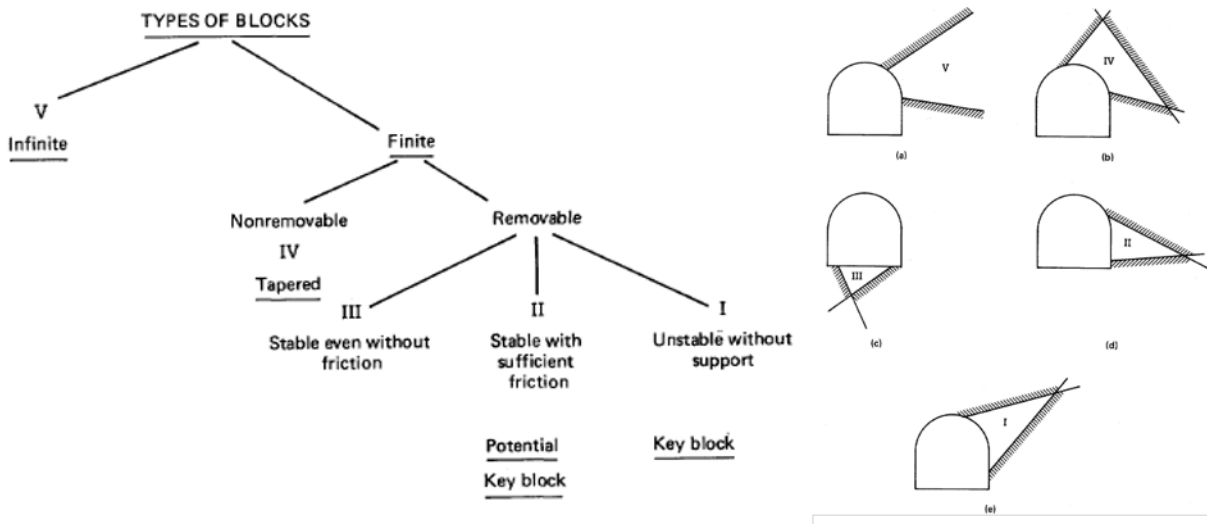 TYPES OF BLOCKS
V
Infinite
Finite
Nonremovable
IV
Tapered
Removable
III
Stable even without
friction
II
Stable with
sufficient
friction
I
Unstable without
support
Potential
Key block
Key block
V
(a)
IV
(b)
III
(c)
II
(d)
I
(e)